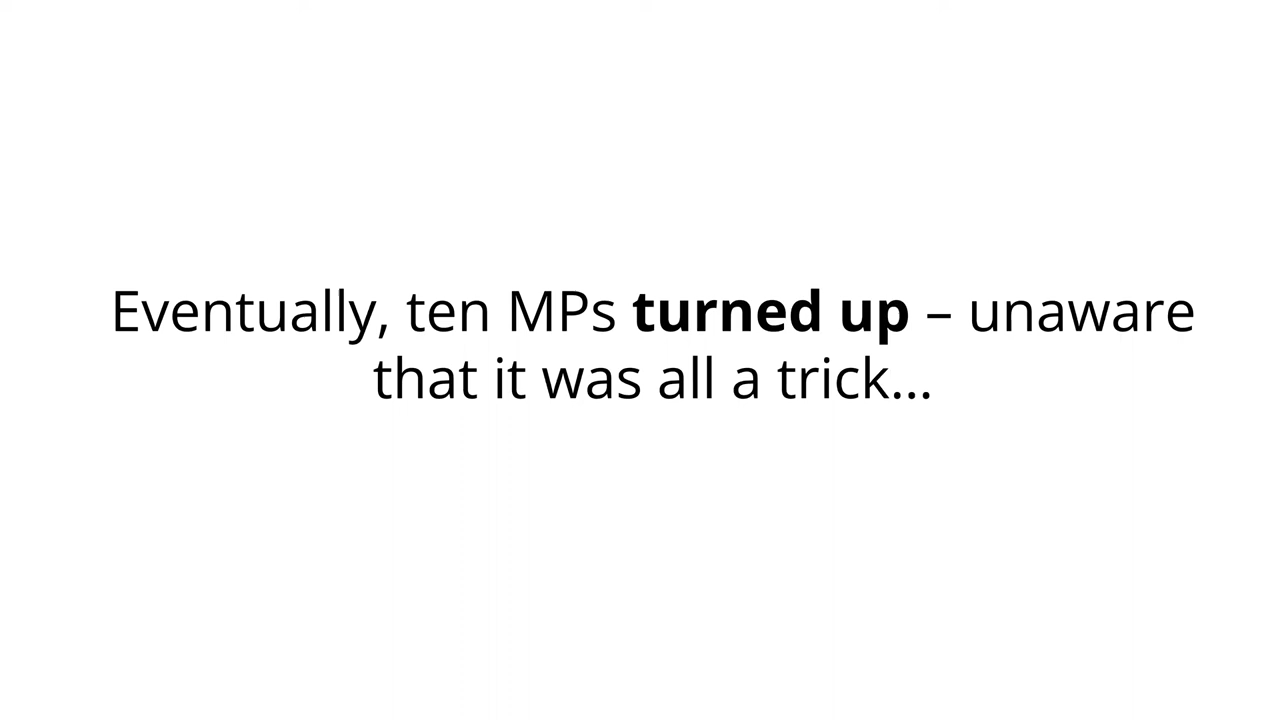 Eventually, ten MPs turned up – unaware
that it was all a trick...